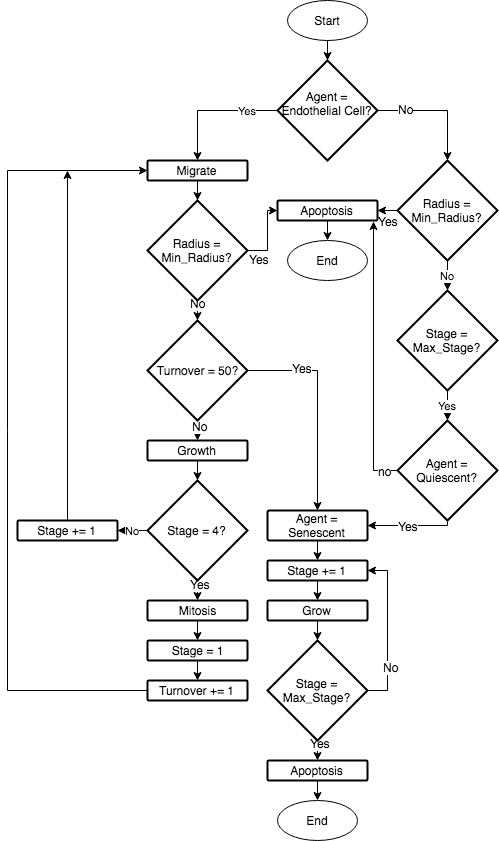 Start
Agent =
Endothelial Cell?
Yes
No
Migrate
Radius =
Min_Radius?
Yes
No
Apoptosis
End
Radius =
Min_Radius?
Yes
No
Stage =
Max_Stage?
Yes
Agent =
Quiescent?
no
Yes
Turnover = 50?
Yes
No
Growth
Stage = 4?
No
Stage += 1
Yes
Mitosis
Stage = 1
Turnover += 1
Agent =
Senescent
Stage += 1
Grow
Stage =
Max_Stage?
No
Yes
Apoptosis
End